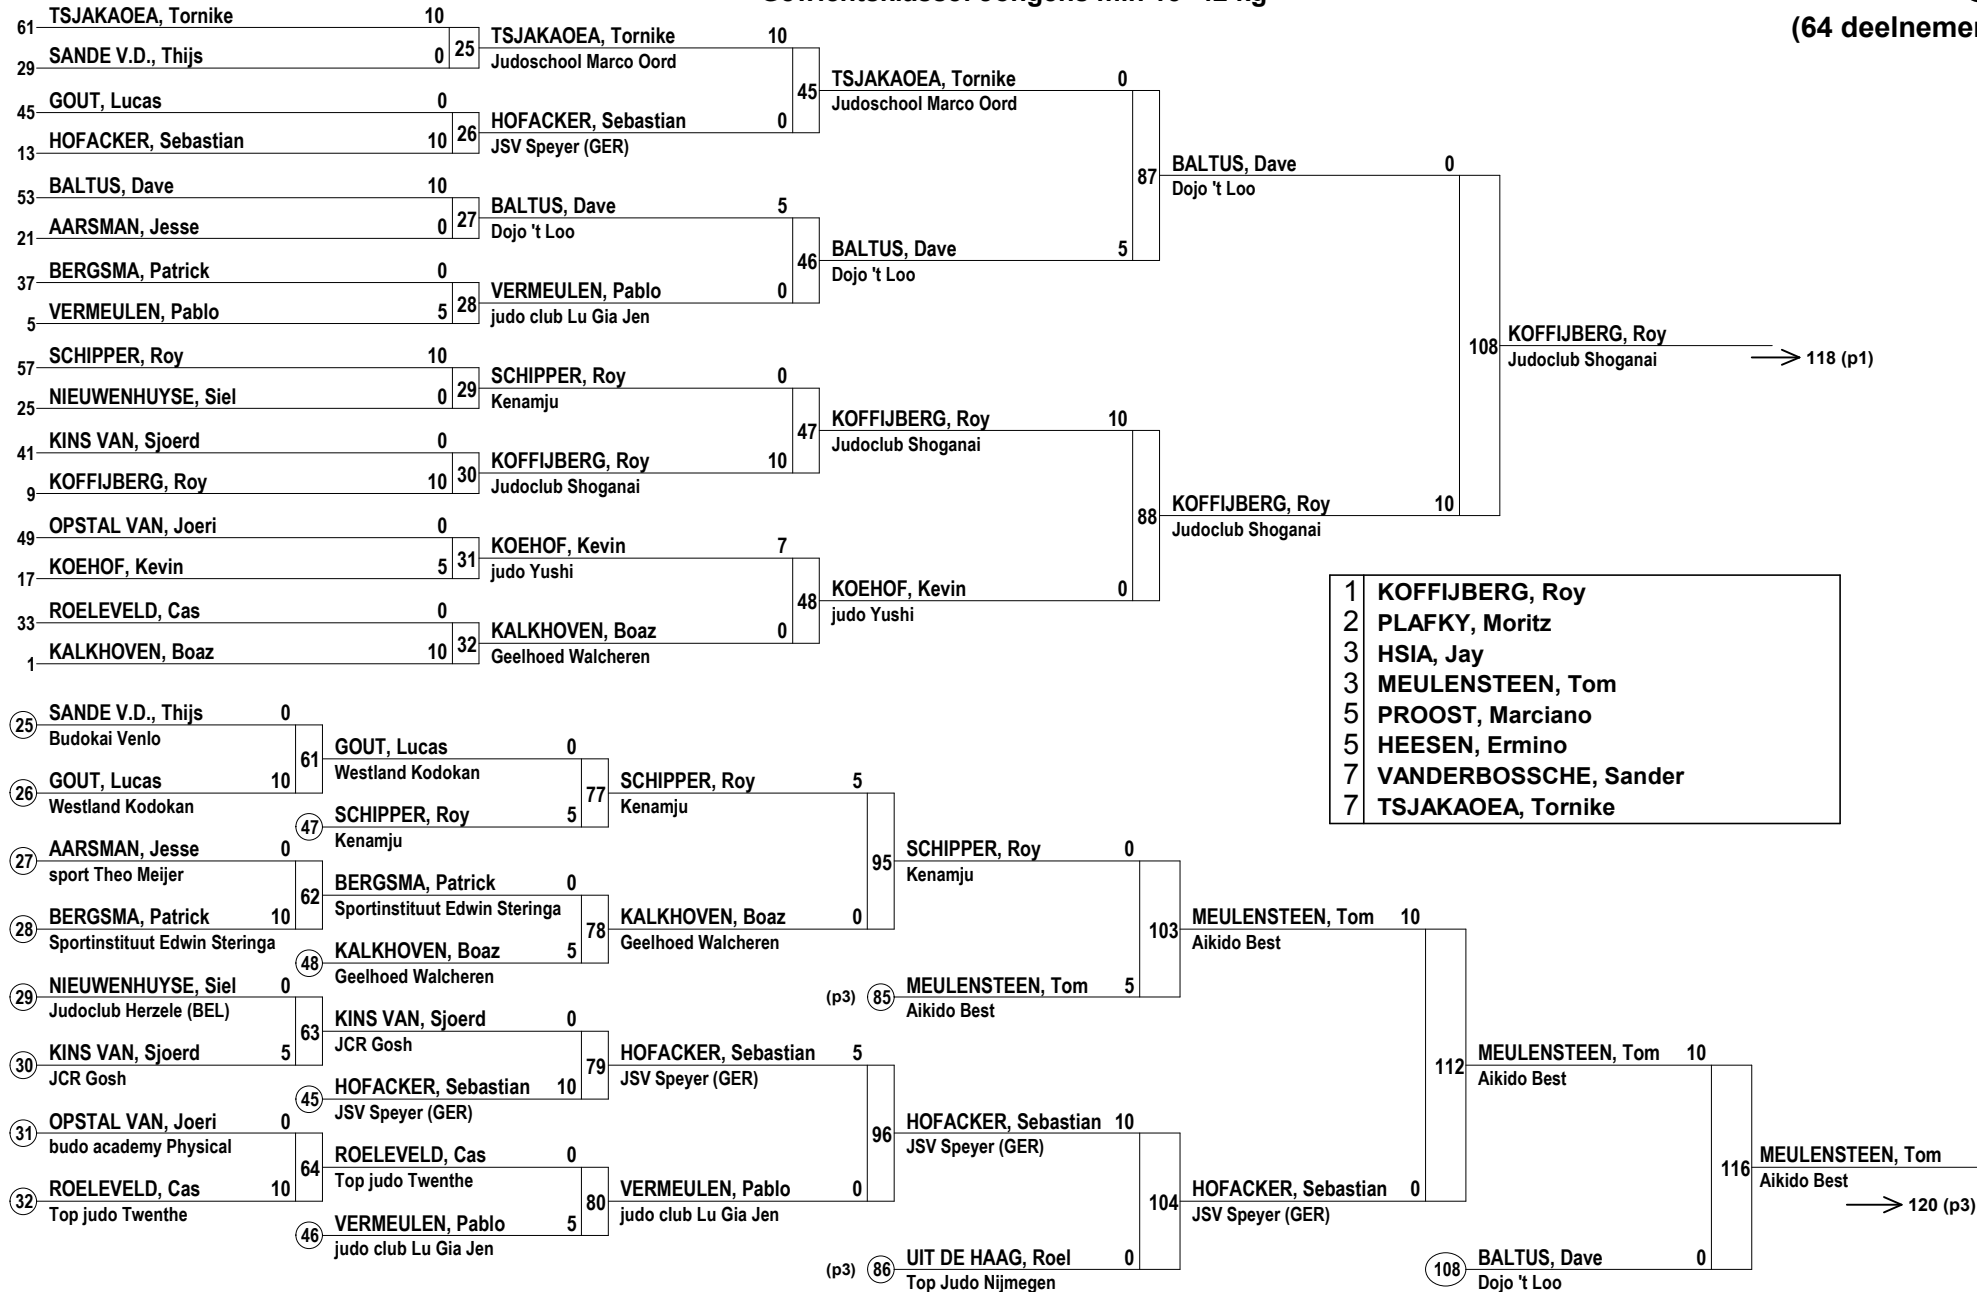 (64 deelnemer
61 TSJAKAOEA, Tornike 10
29 SANDE V.D., Thijs 0
25
45 GOUT, Lucas 0
13 HOFACKER, Sebastian 10
26
53 BALTUS, Dave 10
21 AARSMAN, Jesse 0
27
37 BERGSMA, Patrick 0
5 VERMEULEN, Pablo 5
28
57 SCHIPPER, Roy 10
25 NIEUWENHUYSE, Siel 0
29
41 KINS VAN, Sjoerd 0
9 KOFFIJBERG, Roy 10
30
49 OPSTAL VAN, Joeri 0
17 KOEHOF, Kevin 5
31
33 ROELEVELD, Cas 0
1 KALKHOVEN, Boaz 10
32
TSJAKAOEA, Tornike 10
Judoschool Marco Oord
45
HOFACKER, Sebastian 0
JSV Speyer (GER)
BALTUS, Dave 5
Dojo 't Loo
46
VERMEULEN, Pablo 0
judo club Lu Gia Jen
SCHIPPER, Roy 0
Kenamju
47
KOFFIJBERG, Roy 10
Judoclub Shoganai
KOEHOF, Kevin 7
judo Yushi
48
KALKHOVEN, Boaz 0
Geelhoed Walcheren
TSJAKAOEA, Tornike 0
Judoschool Marco Oord
87
BALTUS, Dave 5
Dojo 't Loo
KOFFIJBERG, Roy 10
Judoclub Shoganai
88
KOEHOF, Kevin 0
judo Yushi
BALTUS, Dave 0
Dojo 't Loo
108
KOFFIJBERG, Roy 10
Judoclub Shoganai
KOFFIJBERG, Roy
Judoclub Shoganai
118 (p1)
1 KOFFIJBERG, Roy
2 PLAFKY, Moritz
3 HSIA, Jay
3 MEULENSTEEN, Tom
5 PROOST, Marciano
5 HEESEN, Ermino
7 VANDERBOSSCHE, Sander
7 TSJAKAOEA, Tornike
25 SANDE V.D., Thijs 0
Budokai Venlo
61
26 GOUT, Lucas 10
Westland Kodokan
27 AARSMAN, Jesse 0
sport Theo Meijer
62
28 BERGSMA, Patrick 10
Sportinstituut Edwin Steringa
29 NIEUWENHUYSE, Siel 0
Judoclub Herzele (BEL)
63
30 KINS VAN, Sjoerd 5
JCR Gosh
31 OPSTAL VAN, Joeri 0
budo academy Physical
64
32 ROELEVELD, Cas 10
Top judo Twenthe
GOUT, Lucas 0
Westland Kodokan
77
47 SCHIPPER, Roy 5
Kenamju
BERGSMA, Patrick 0
Sportinstituut Edwin Steringa
78
48 KALKHOVEN, Boaz 5
Geelhoed Walcheren
KINS VAN, Sjoerd 0
JCR Gosh
79
45 HOFACKER, Sebastian 10
JSV Speyer (GER)
ROELEVELD, Cas 0
Top judo Twenthe
80
46 VERMEULEN, Pablo 5
judo club Lu Gia Jen
SCHIPPER, Roy 5
Kenamju
95
KALKHOVEN, Boaz 0
Geelhoed Walcheren
HOFACKER, Sebastian 5
JSV Speyer (GER)
96
VERMEULEN, Pablo 0
judo club Lu Gia Jen
SCHIPPER, Roy 0
Kenamju
103
(p3) 85 MEULENSTEEN, Tom 5
Aikido Best
HOFACKER, Sebastian 10
JSV Speyer (GER)
104
(p3) 86 UIT DE HAAG, Roel 0
Top Judo Nijmegen
MEULENSTEEN, Tom 10
Aikido Best
112
HOFACKER, Sebastian 0
JSV Speyer (GER)
MEULENSTEEN, Tom 10
Aikido Best
116
108 BALTUS, Dave 0
Dojo 't Loo
MEULENSTEEN, Tom
Aikido Best
120 (p3)